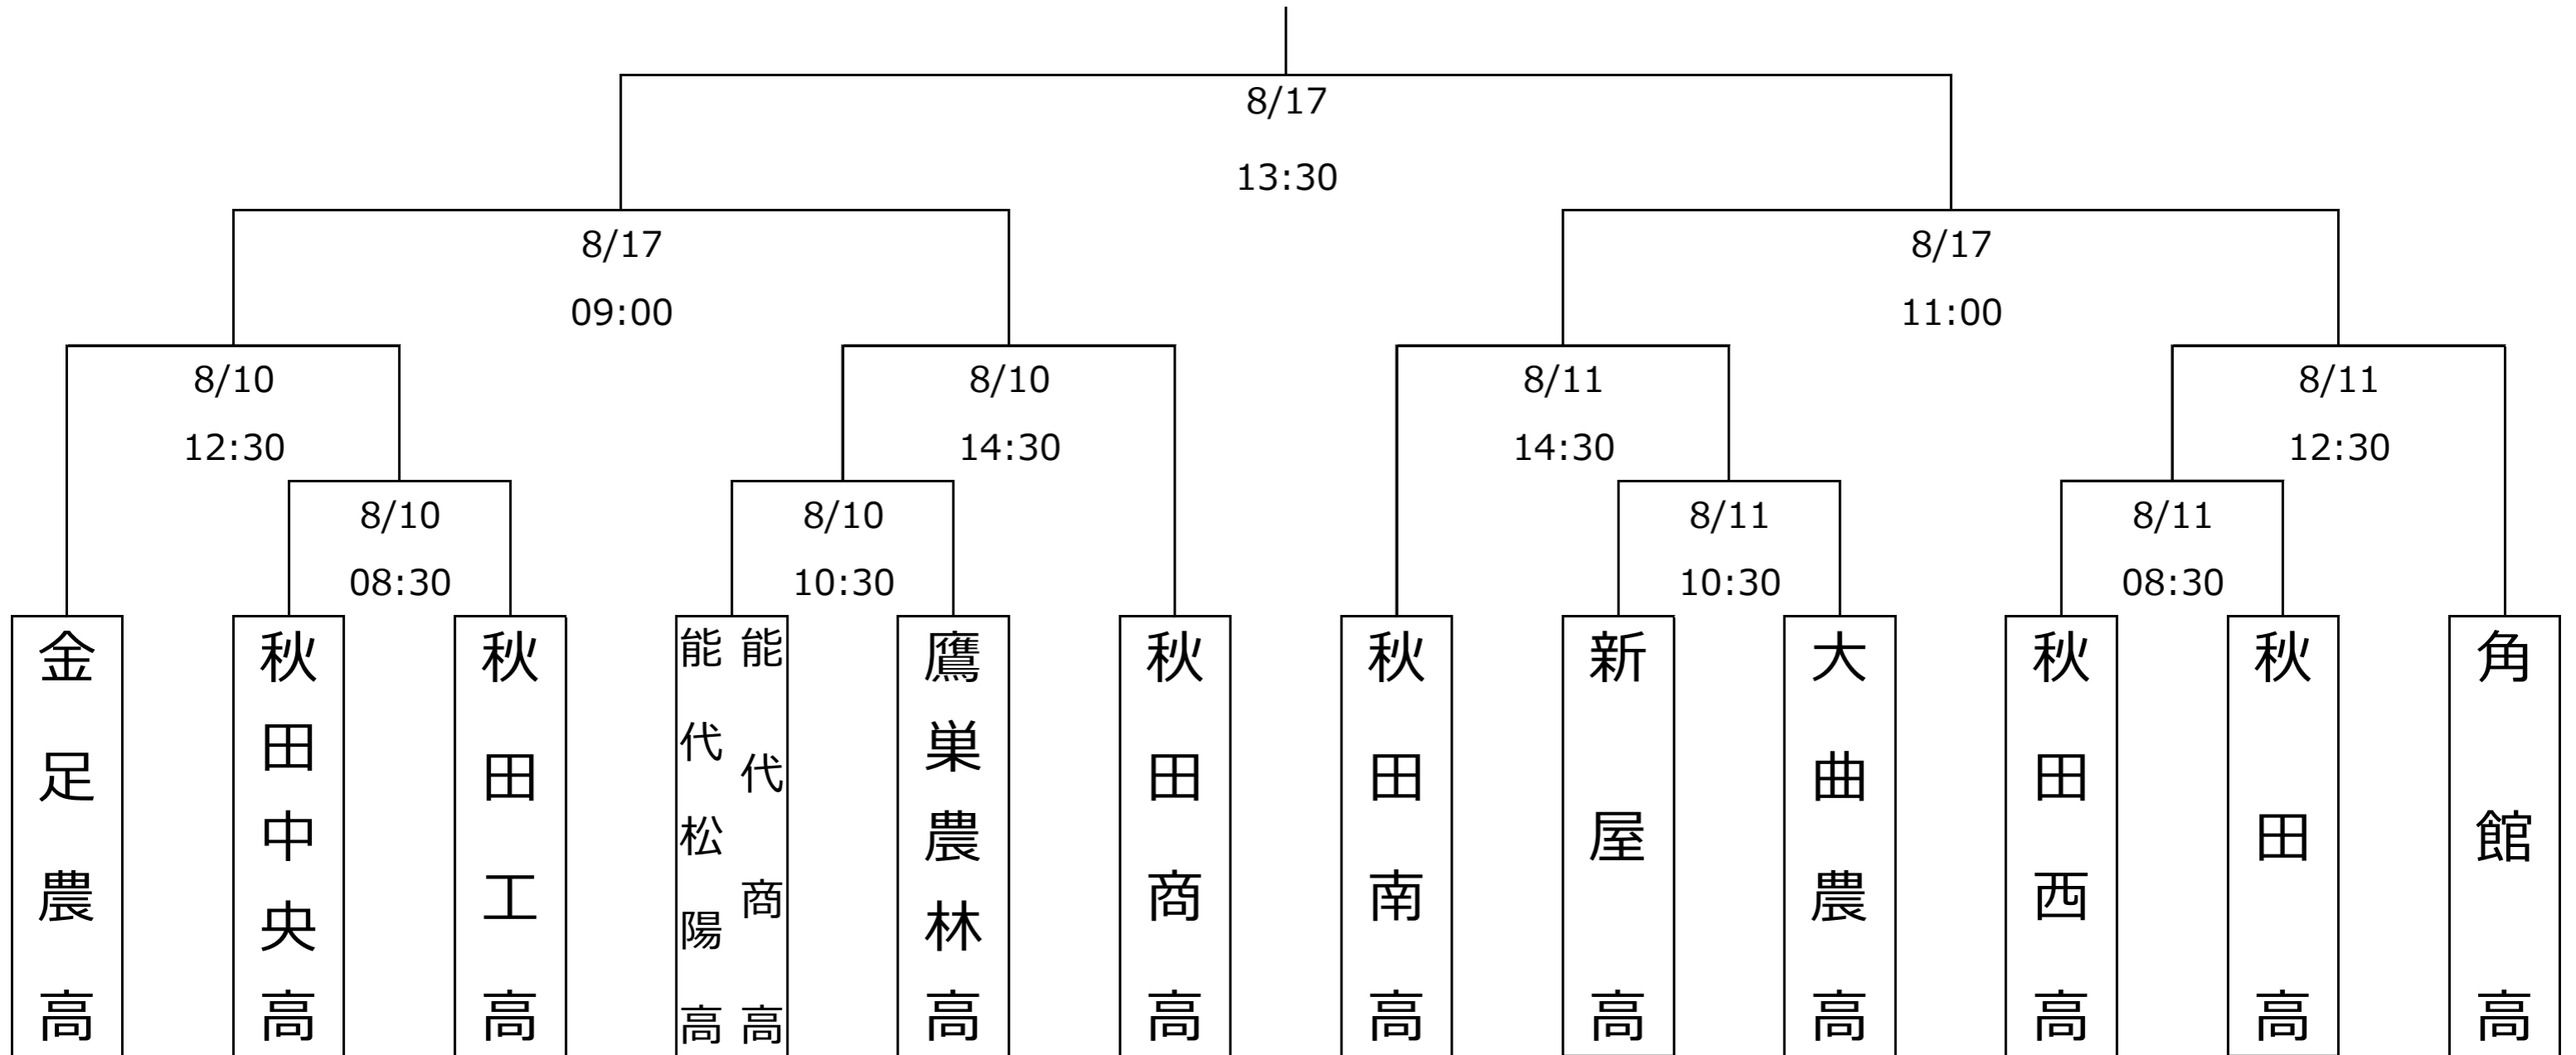 8/17
13:30
8/17
09:00
8/17
11:00
8/10
12:30
8/10
14:30
8/11
14:30
8/11
12:30
8/10
08:30
8/10
10:30
8/11
10:30
8/11
08:30
金足農高
秋田中央高
秋田工高
能代商高
能代松陽高
鷹巣農林高
秋田商高
秋田南高
新屋高
大曲農高
秋田西高
秋田高
角館高